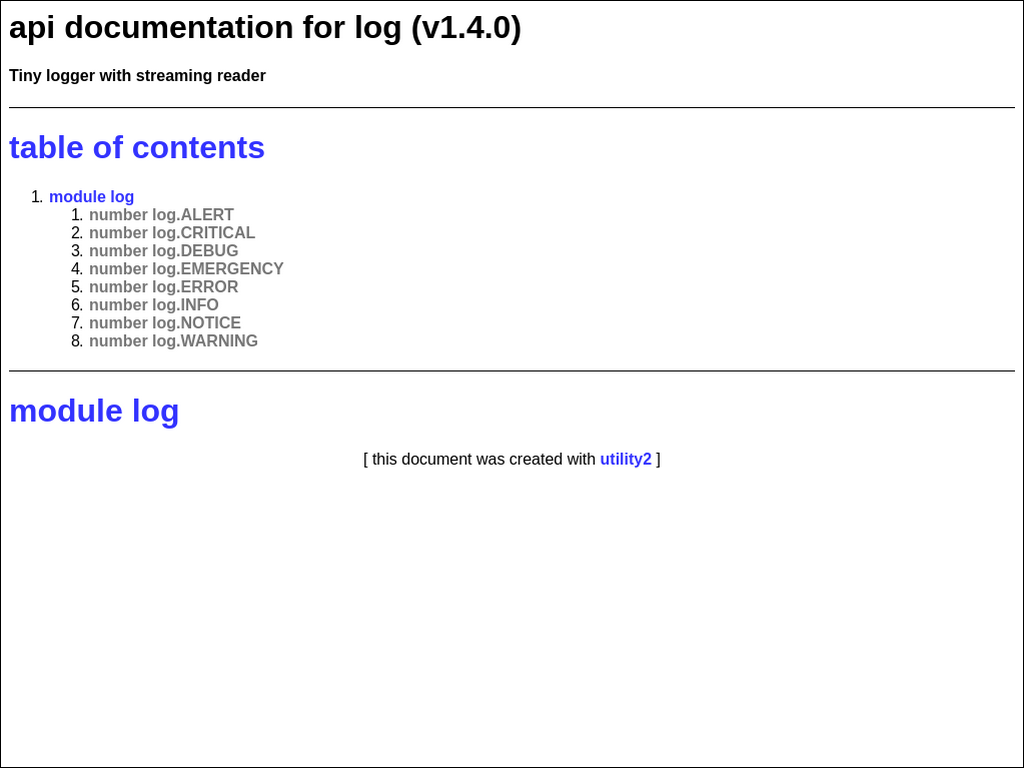 api documentation for log (v1.4.0)
Tiny logger with streaming reader
table of contents
1. module log
1. number log.ALERT
2. number log.CRITICAL
3. number log.DEBUG
4. number log.EMERGENCY
5. number log.ERROR
6. number log.INFO
7. number log.NOTICE
8. number log.WARNING
module log
[ this document was created with utility2 ]